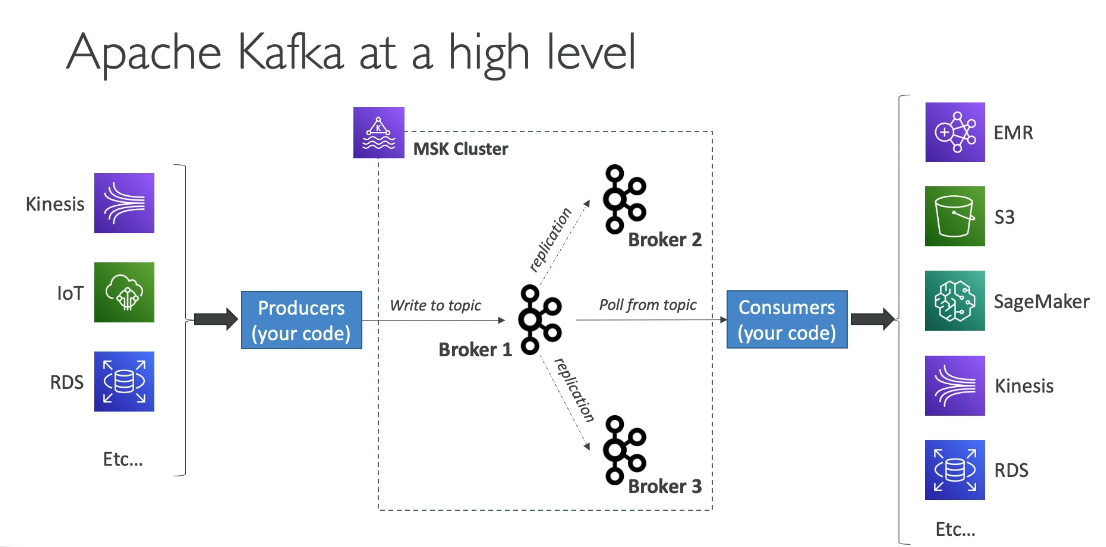 Apache Kafka at a high level
Kinesis
IoT
RDS
Etc...
Producers
(your code)
MSK Cluster
Write to topic
Broker 1
replication
Broker 2
replication
Broker 3
Poll from topic
Consumers
(your code)
EMR
S3
SageMaker
Kinesis
RDS
Etc...